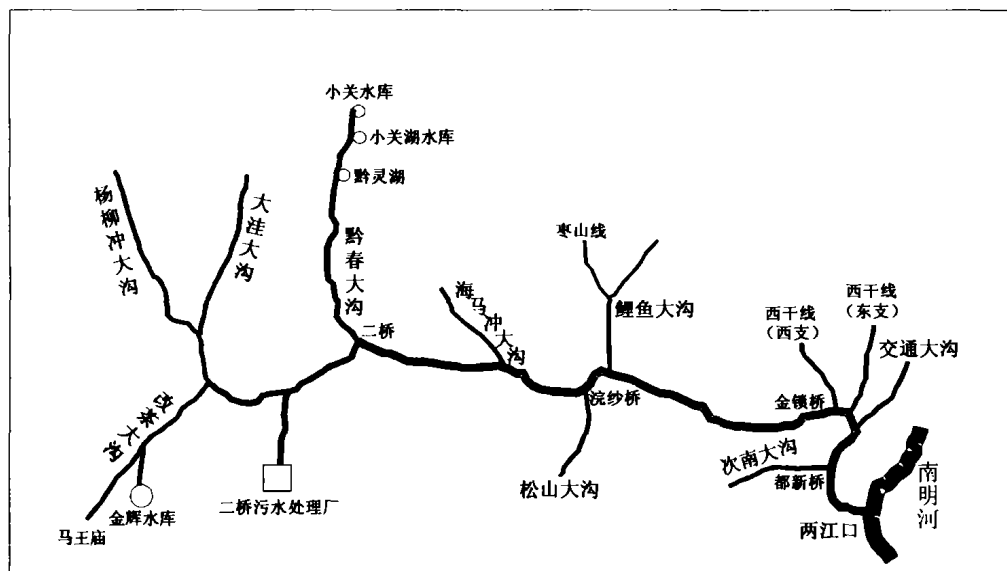 小关水库
小关湖水库
黔灵湖
杨柳冲大沟
大洼大沟
黔春大沟
枣山线
海马冲大沟
鲤鱼大沟
西干线
(东支)
西干线
(西支)
交通大沟
二桥
浣纱桥
金锁桥
改茶大沟
次南大沟
都新桥
南明河
松山大沟
二桥污水处理厂
金辉水库
马王庙
两江口